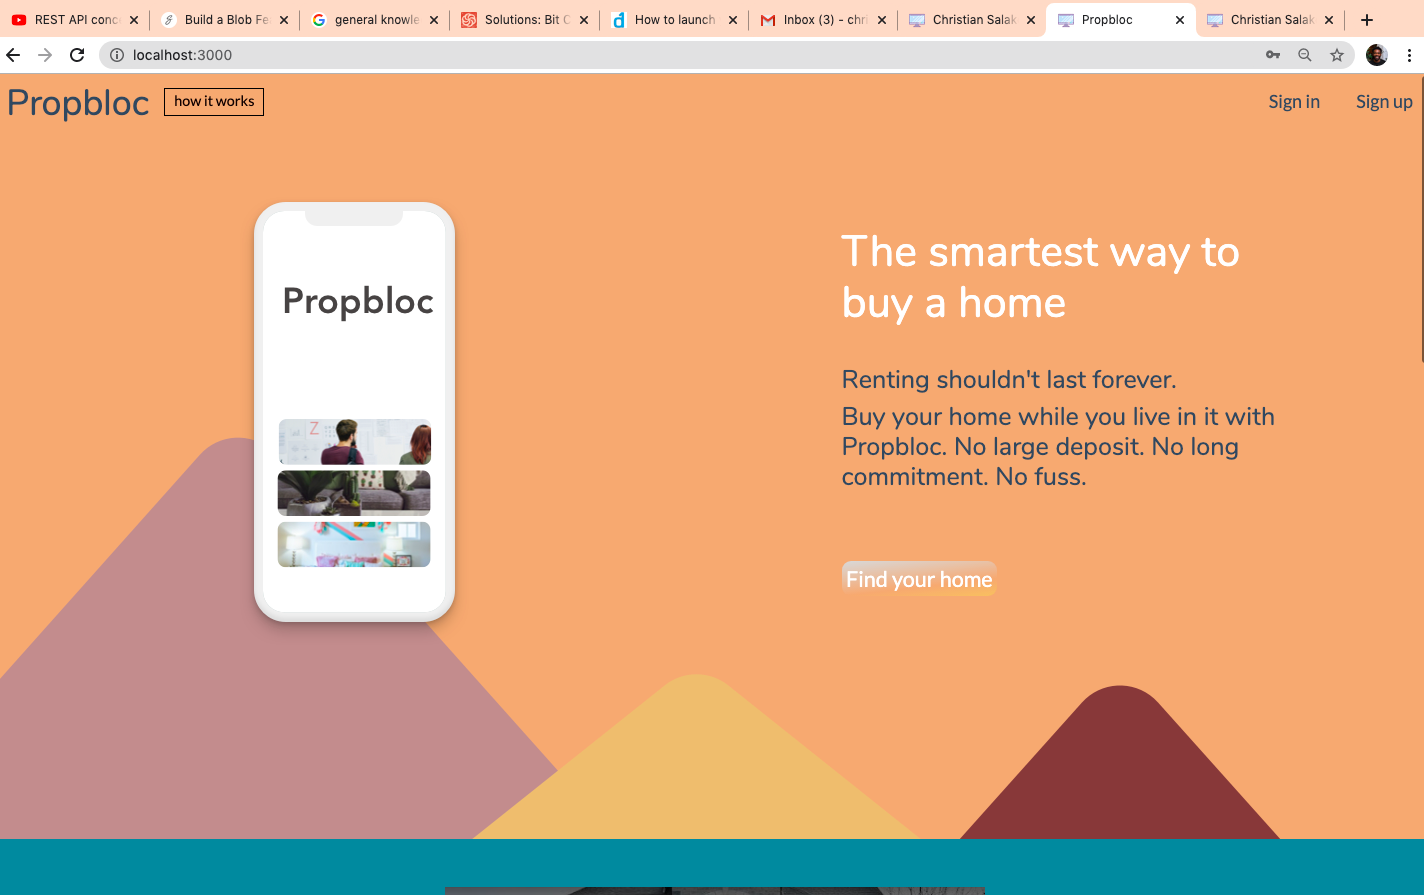 REST API conc
Build a Blob Fe
general knowle
Solutions: Bit C
How to launch
Inbox (3) - chri
Christian Salak
Propbloc
Christian Salak
localhost:3000
Propbloc
how it works
Sign in
Sign up
Propbloc
Z
The smartest way to
buy a home
Renting shouldn't last forever.
Buy your home while you live in it with
Propbloc. No large deposit. No long
commitment. No fuss.
Find your home